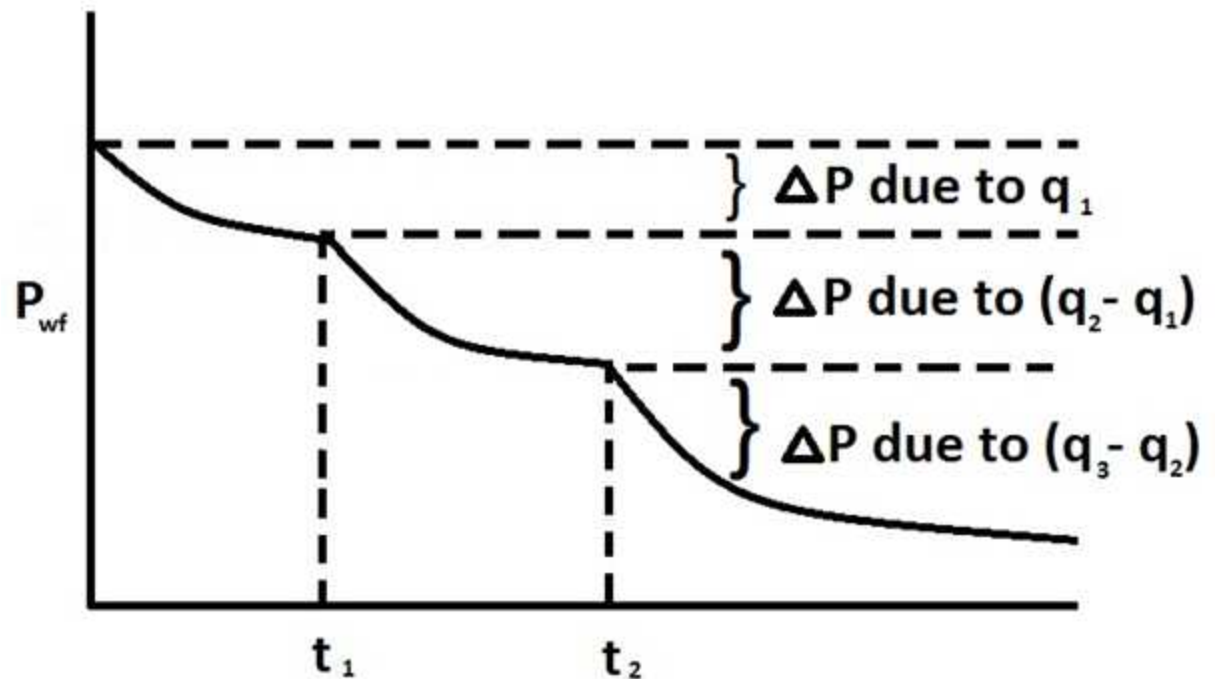 ΔP due to q₁
P_wf
ΔP due to (q₂- q₁)
ΔP due to (q₃- q₂)
t₁
t₂